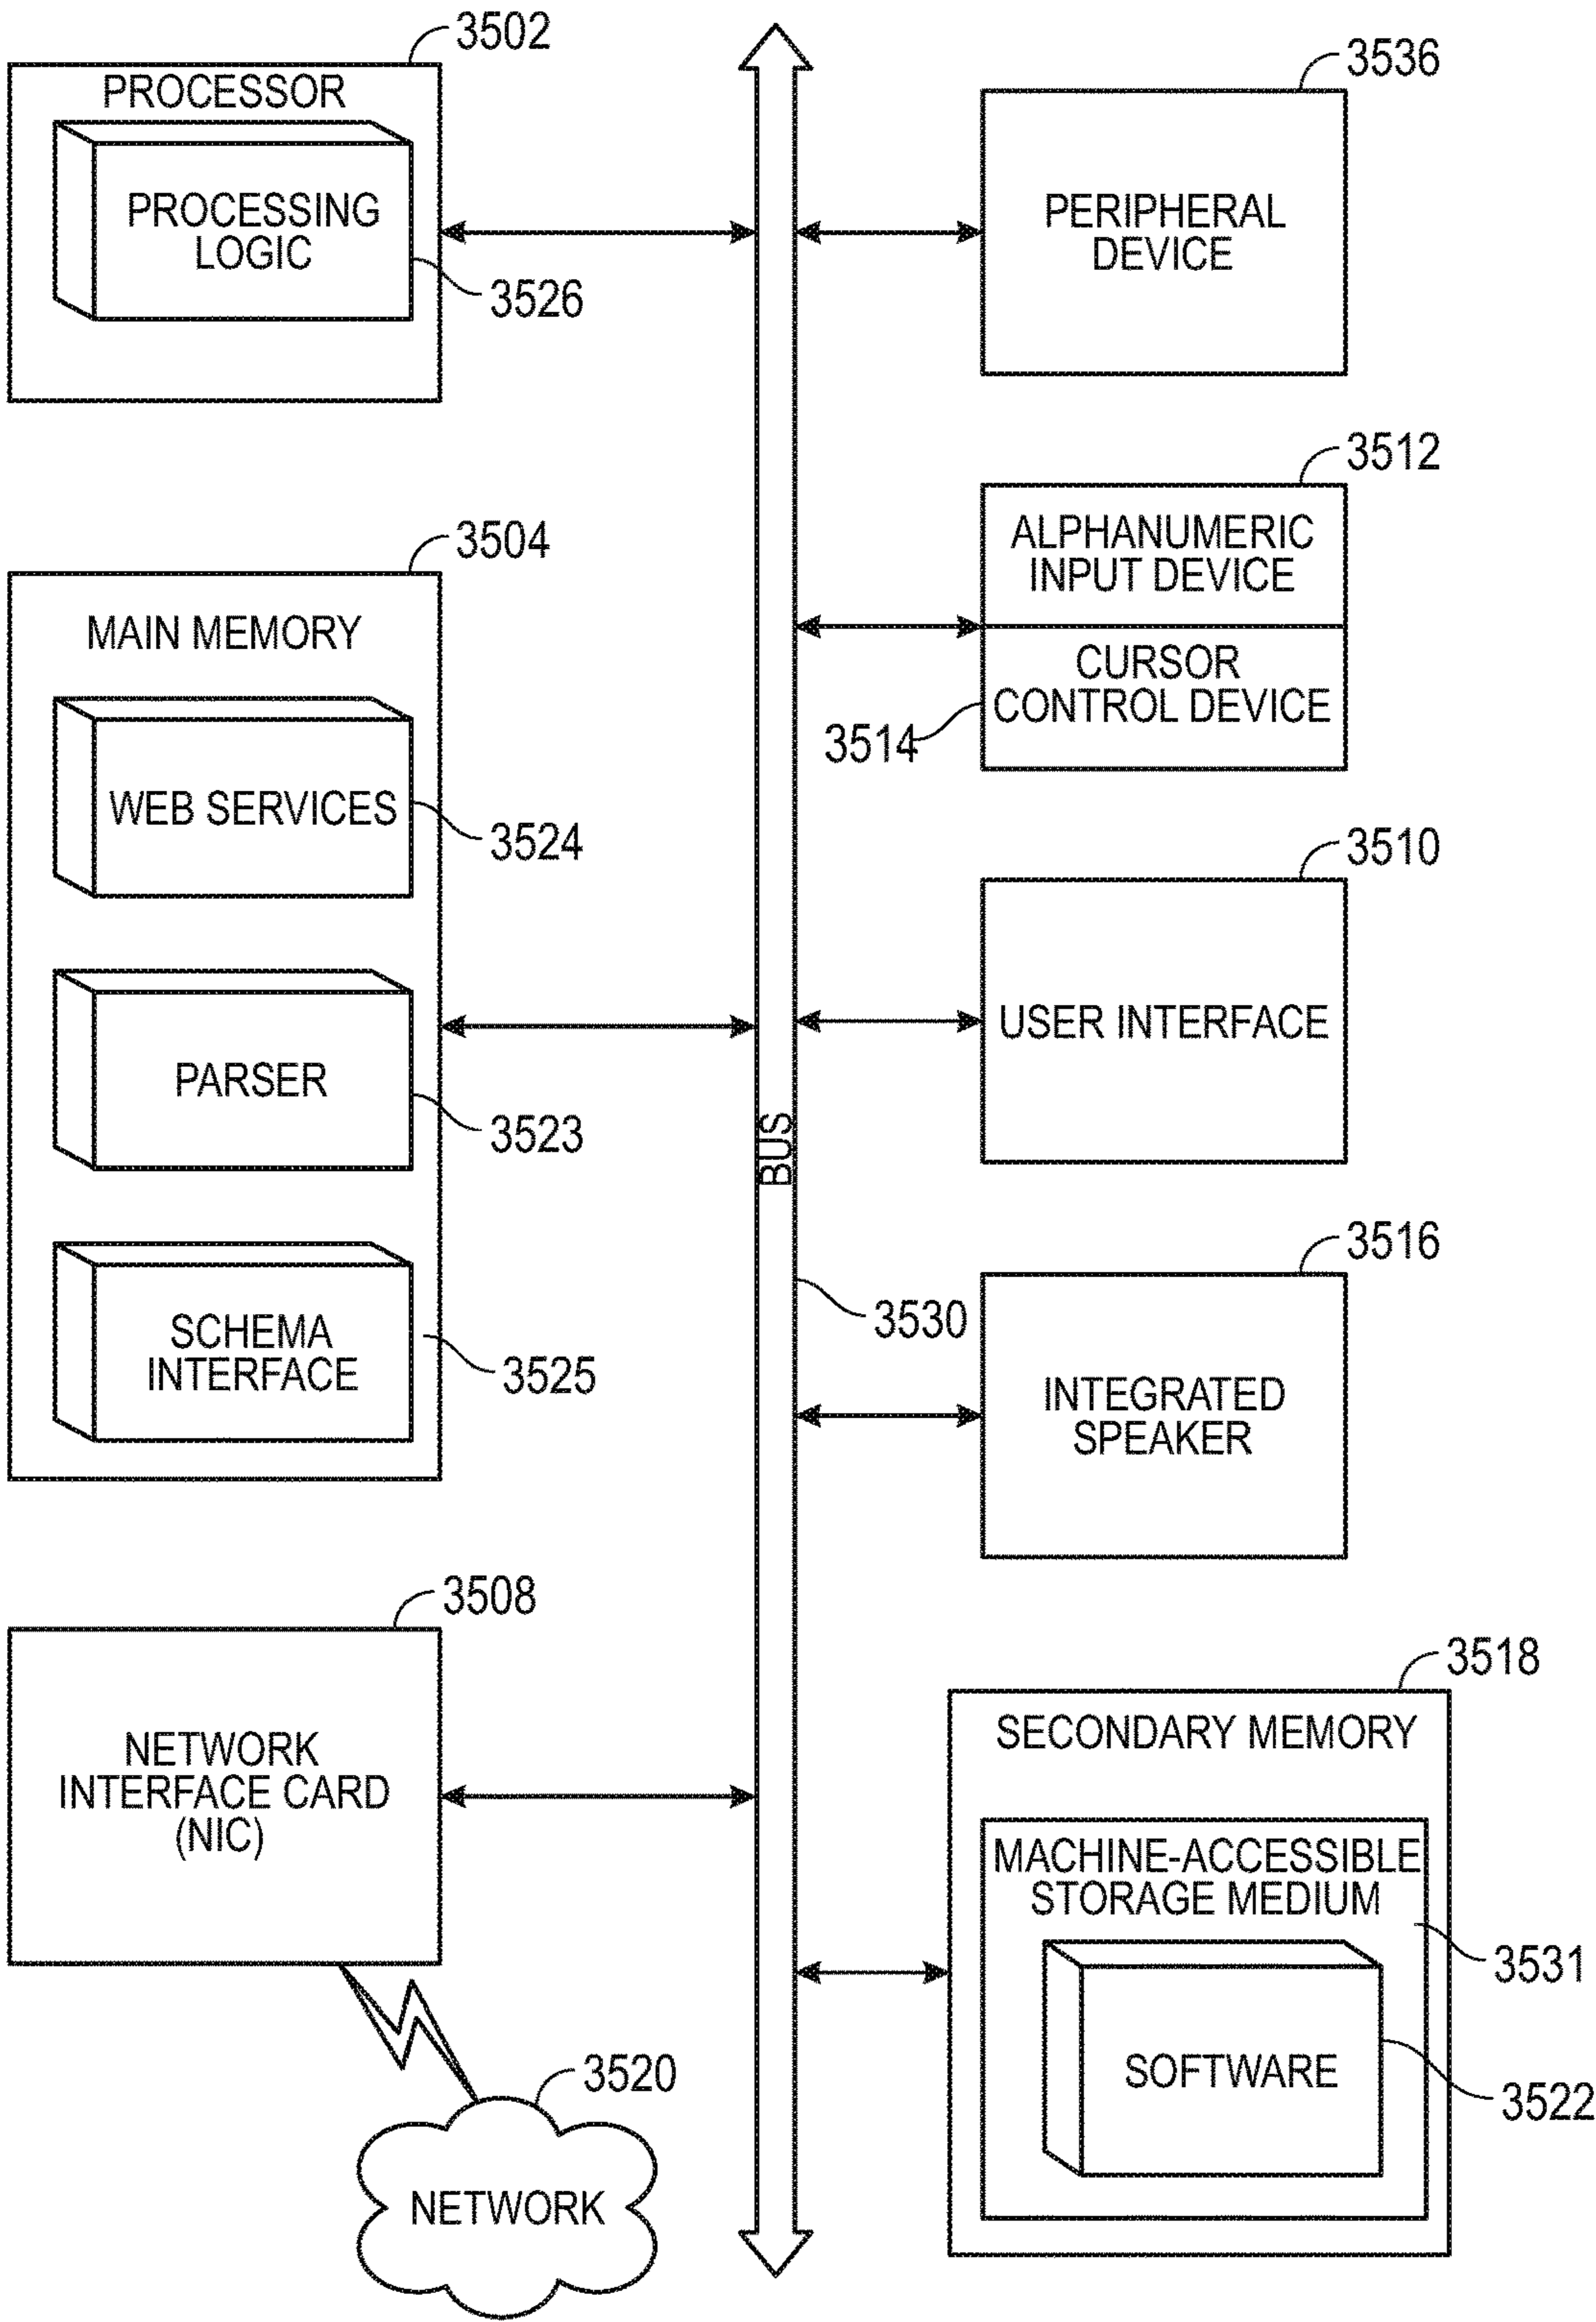 3502
PROCESSOR
PROCESSING
LOGIC
3526
3504
MAIN MEMORY
WEB SERVICES
3524
PARSER
3523
SCHEMA
INTERFACE
3525
3508
NETWORK
INTERFACE CARD
(NIC)
3520
NETWORK
BUS
3530
3536
PERIPHERAL
DEVICE
3512
ALPHANUMERIC
INPUT DEVICE
CURSOR
CONTROL DEVICE
3514
3510
USER INTERFACE
3516
INTEGRATED
SPEAKER
3518
SECONDARY MEMORY
MACHINE-ACCESSIBLE
STORAGE MEDIUM
3531
SOFTWARE
3522